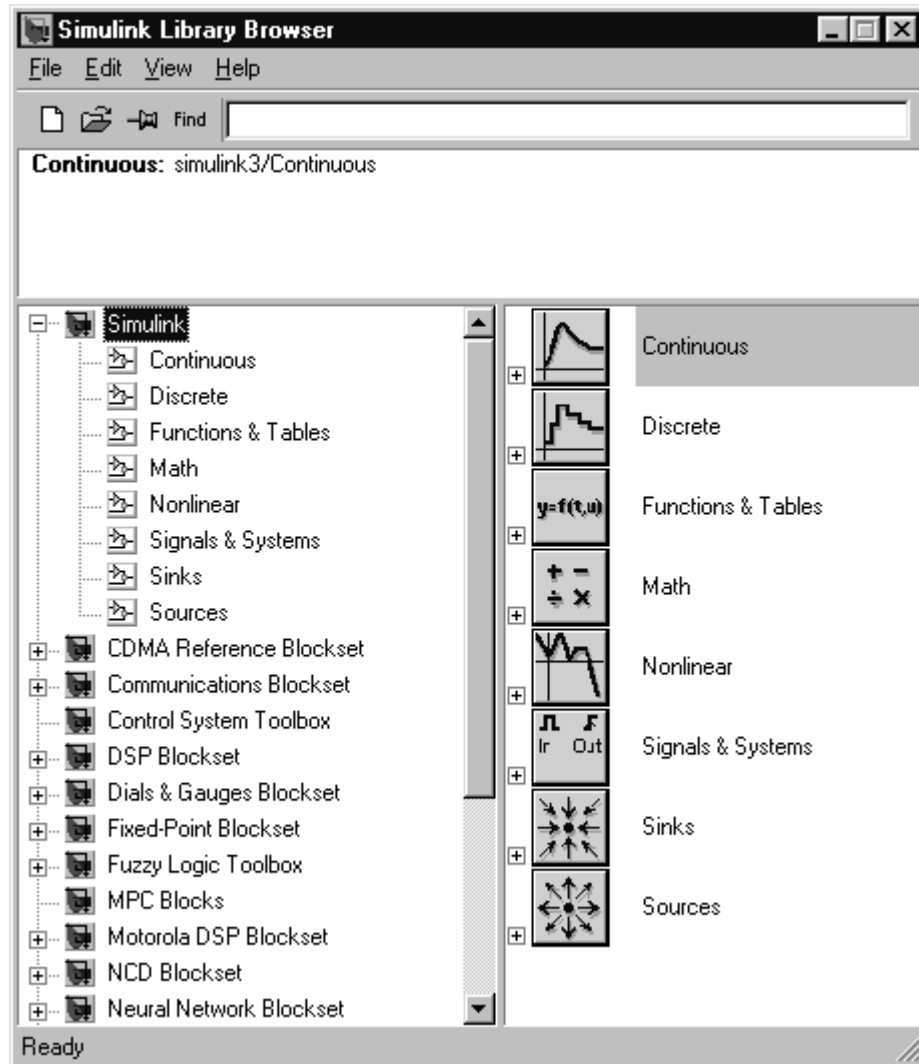 Simulink Library Browser
File Edit View Help
Find
Continuous: simulink3/Continuous
Simulink
Continuous
Discrete
Functions & Tables
Math
Nonlinear
Signals & Systems
Sinks
Sources
CDMA Reference Blockset
Communications Blockset
Control System Toolbox
DSP Blockset
Dials & Gauges Blockset
Fixed-Point Blockset
Fuzzy Logic Toolbox
MPC Blocks
Motorola DSP Blockset
NCD Blockset
Neural Network Blockset
Continuous
Discrete
y=f(t,u) Functions & Tables
+ −
÷ × Math
Nonlinear
In Out Signals & Systems
Sinks
Sources
Ready